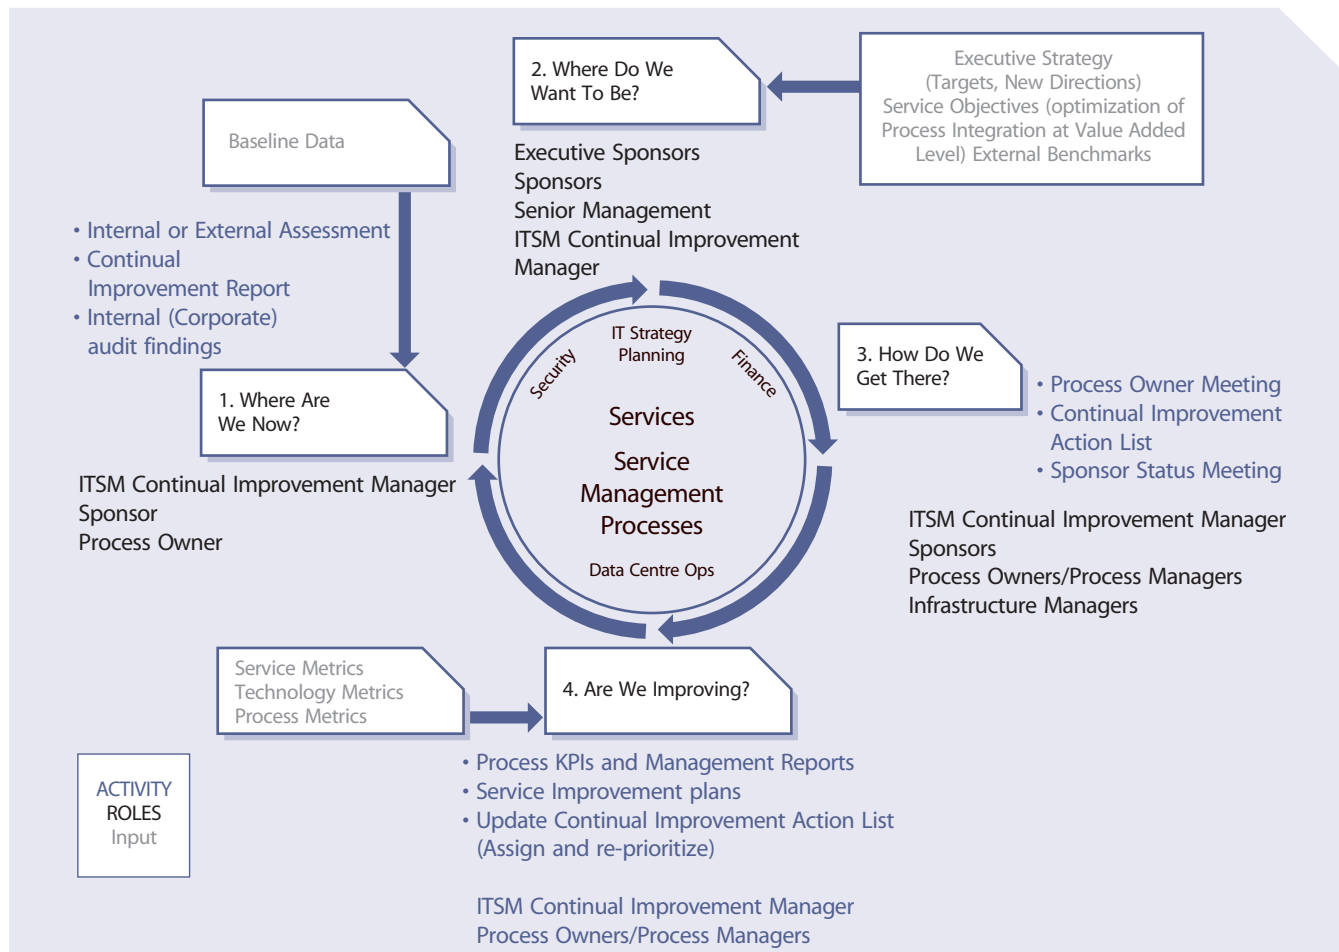 2. Where Do We
Want To Be?
Executive Strategy
(Targets, New Directions)
Service Objectives (optimization of
Process Integration at Value Added
Level) External Benchmarks
Baseline Data
Executive Sponsors
Sponsors
Senior Management
ITSM Continual Improvement
Manager
• Internal or External Assessment
• Continual
Improvement Report
• Internal (Corporate)
audit findings
1. Where Are
We Now?
ITSM Continual Improvement Manager
Sponsor
Process Owner
Security
IT Strategy
Planning
Finance
Services
Service
Management
Processes
Data Centre Ops
3. How Do We
Get There?
• Process Owner Meeting
• Continual Improvement
Action List
• Sponsor Status Meeting
ITSM Continual Improvement Manager
Sponsors
Process Owners/Process Managers
Infrastructure Managers
Service Metrics
Technology Metrics
Process Metrics
4. Are We Improving?
• Process KPIs and Management Reports
• Service Improvement plans
• Update Continual Improvement Action List
(Assign and re-prioritize)
ITSM Continual Improvement Manager
Process Owners/Process Managers
ACTIVITY
ROLES
Input